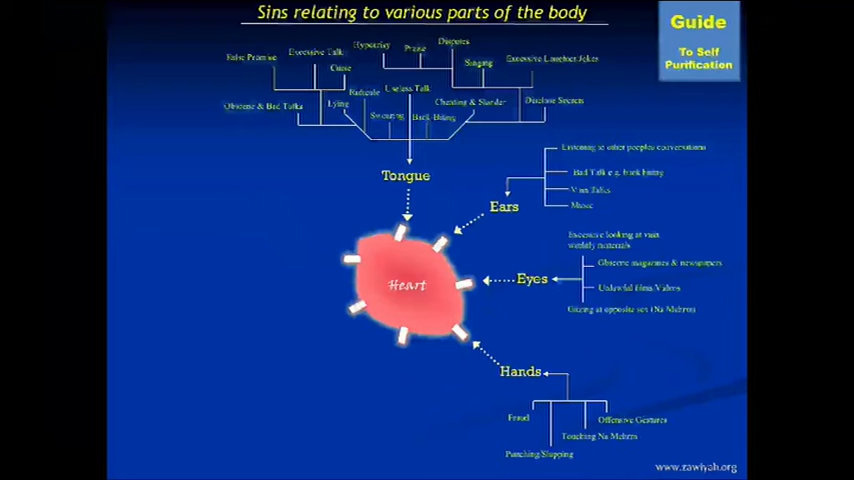 Sins relating to various parts of the body
Guide
To Self
Purification
Hypocrisy
Praise
Disputes
False Promise
Excessive Talk
Curse
Singing
Excessive Laughter/Jokes
Obscene & Bad Talks
Lying
Ridicule
Useless Talk
Cheating & Slander
Disclose Secrets
Swearing
Back-Biting
Tongue
Listening to other peoples conversations
Bad Talk e.g. back biting
Vain Talks
Music
Ears
Excessive looking at vain
worldly materials
Obscene magazines & newspapers
Eyes
Unlawful films/Videos
Gazing at opposite sex (Na Mehrem)
Heart
Hands
Fraud
Offensive Gestures
Touching Na Mehrem
Punching/Slapping
www.zawiyah.org